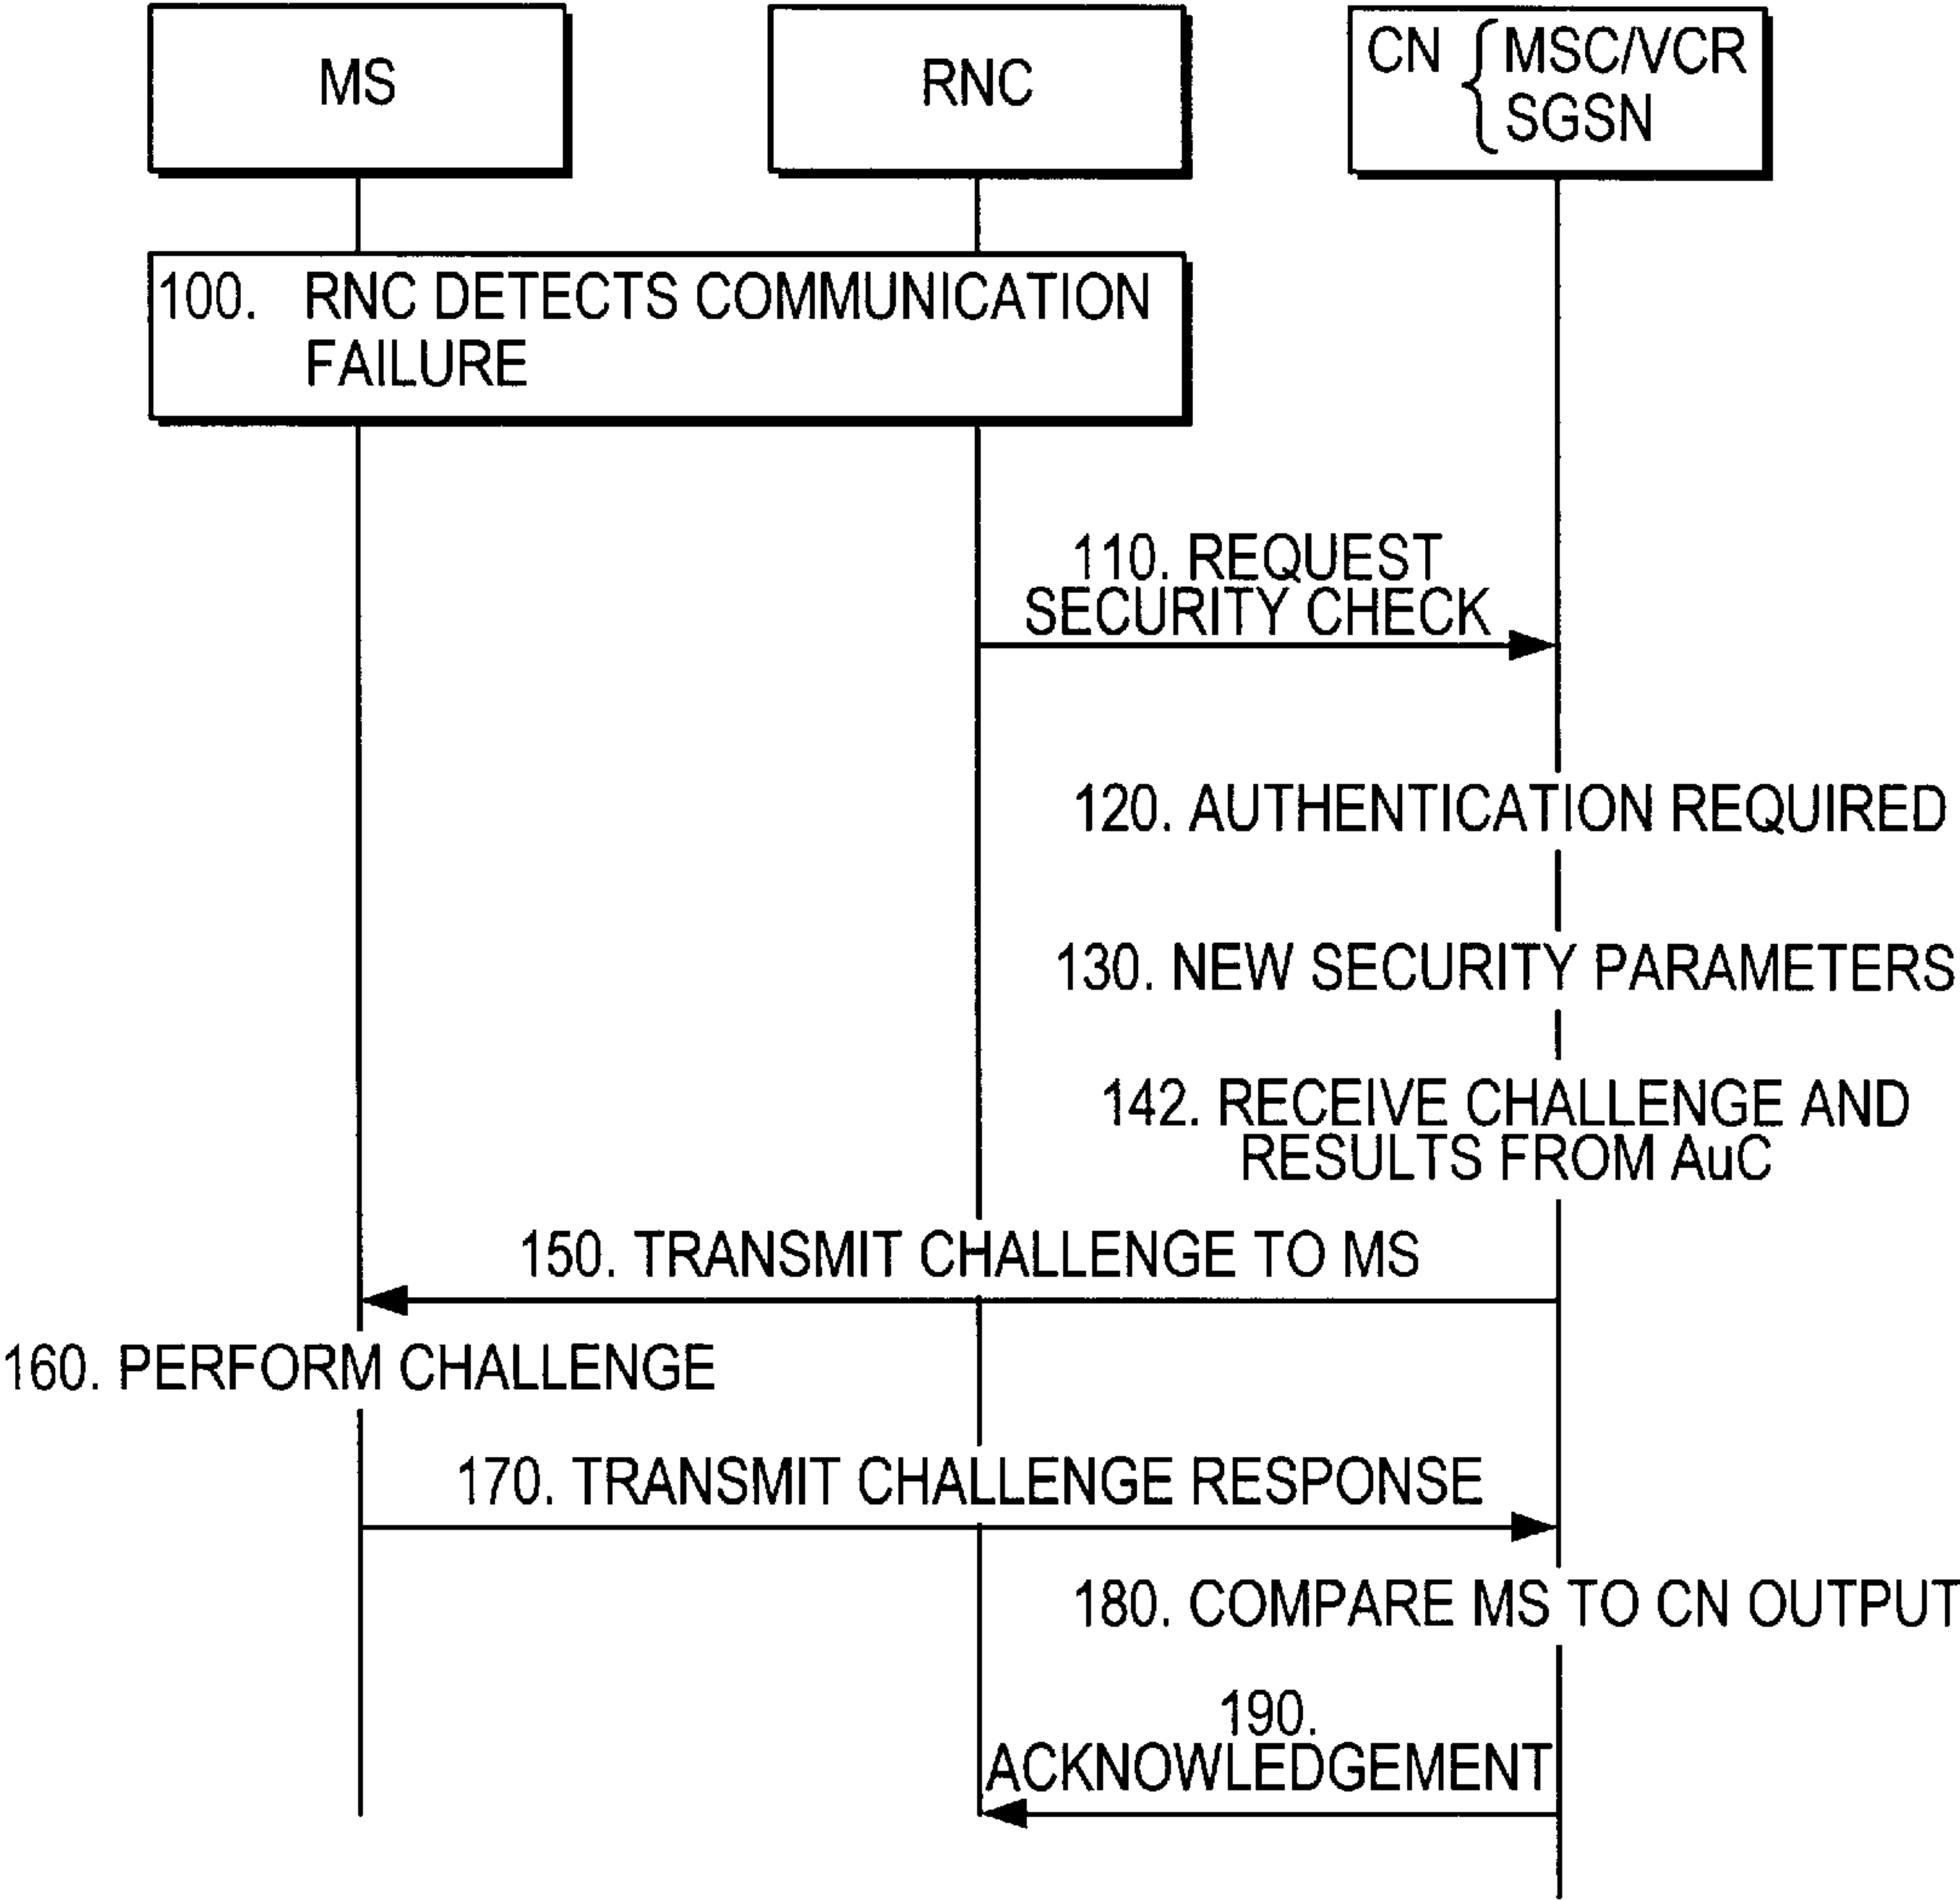 MS
RNC
CN { MSC/VCR
SGSN
100. RNC DETECTS COMMUNICATION
FAILURE
110. REQUEST
SECURITY CHECK
120. AUTHENTICATION REQUIRED
130. NEW SECURITY PARAMETERS
142. RECEIVE CHALLENGE AND
RESULTS FROM AuC
150. TRANSMIT CHALLENGE TO MS
160. PERFORM CHALLENGE
170. TRANSMIT CHALLENGE RESPONSE
180. COMPARE MS TO CN OUTPUT
190.
ACKNOWLEDGEMENT